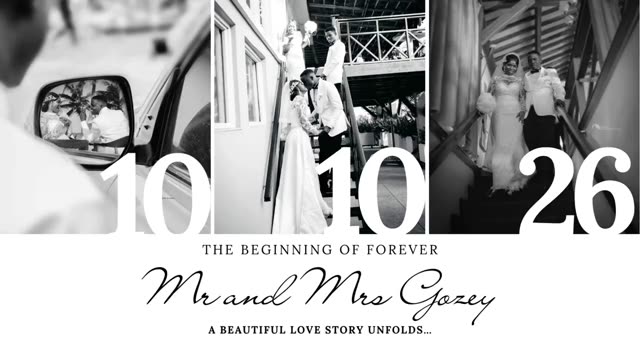 10 10 26
THE BEGINNING OF FOREVER
Mr and Mrs Gozey
A BEAUTIFUL LOVE STORY UNFOLDS...